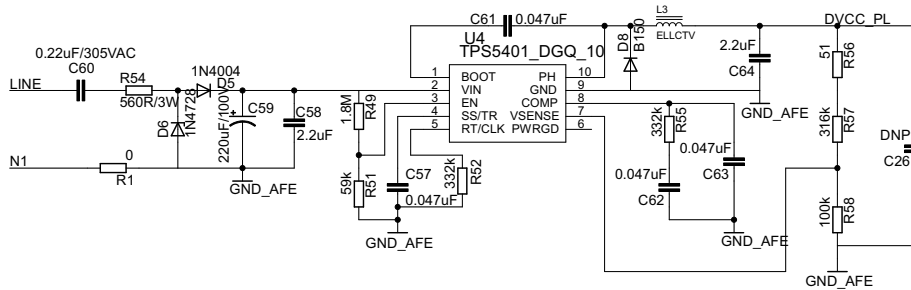 C61
0.047uF
L3
ELLCTV
DVCC_PL
U4
TPS5401_DGQ_10
D8
B150
2.2uF
C64
51
R56
0.22uF/305VAC
C60
LINE
R54
560R/3W
1N4004
D5
1 BOOT PH 10
2 VIN GND 9
3 EN COMP 8
4 SS/TR VSENSE 7
5 RT/CLK PWRGD 6
D6
1N4728
220uF/100V
C59
C58
2.2uF
1.8M
R49
GND_AFE
332k
R55
316k
R57
DNP
C26
N1
0
R1
GND_AFE
59k
R51
C57
0.047uF
332k
R52
0.047uF
C62
0.047uF
C63
100k
R58
GND_AFE
GND_AFE
GND_AFE